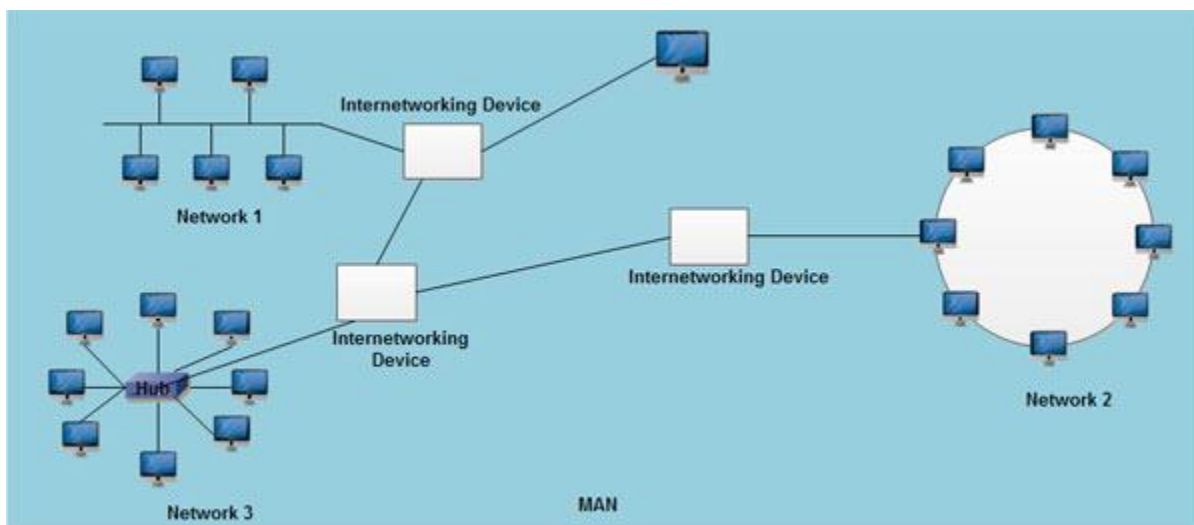 Internetworking Device
Network 1
Internetworking Device
Internetworking
Device
Hub
Network 2
Network 3
MAN